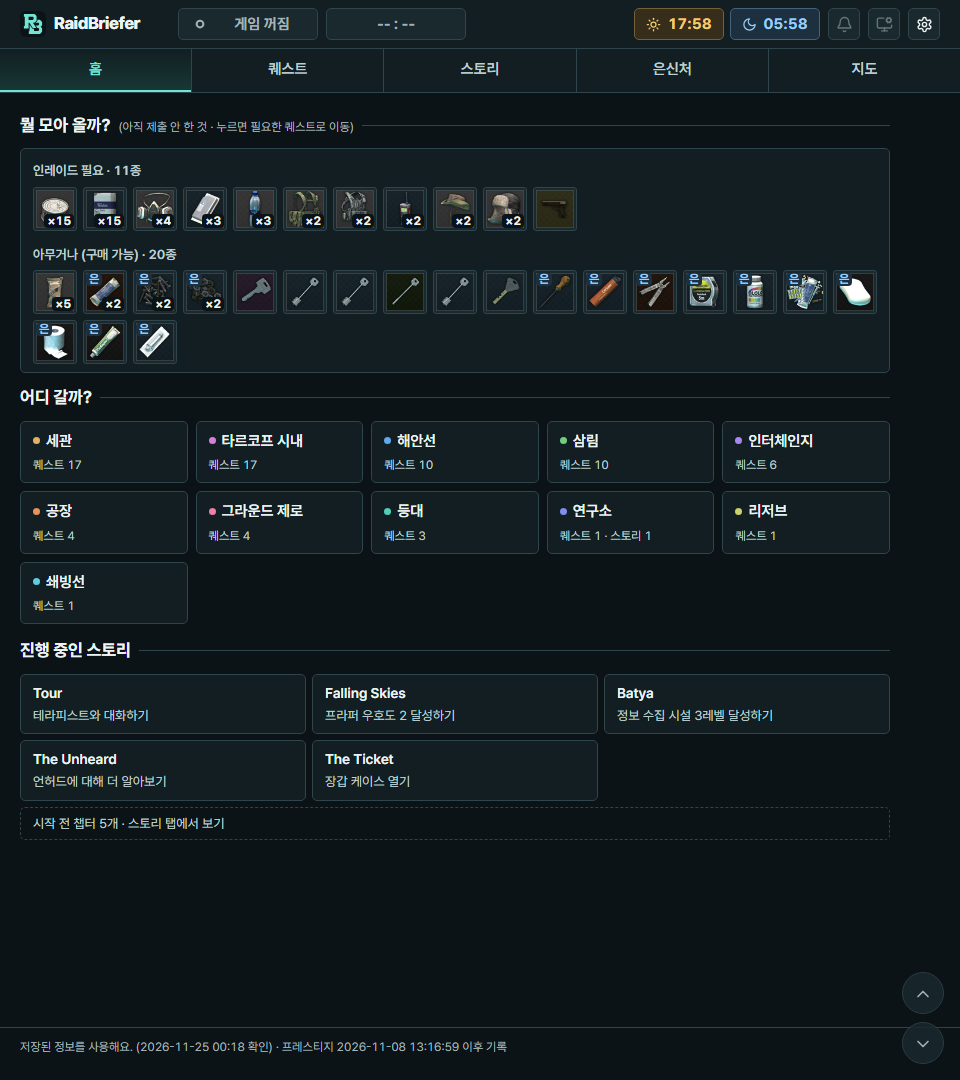 RaidBriefer
게임 꺼짐
-- : --
17:58
05:58
홈
퀘스트
스토리
은신처
지도
뭘 모아 올까? (아직 제출 안 한 것 · 누르면 필요한 퀘스트로 이동)
인레이드 필요 · 11종
×15 ×15 ×4 ×3 ×3 ×2 ×2 ×2 ×2 ×2
아무거나 (구매 가능) · 20종
×5 은 ×2 은 ×2 은 ×2 은 은 은 은 은 은 은
은 은 은
어디 갈까?
세관
퀘스트 17
타르코프 시내
퀘스트 17
해안선
퀘스트 10
삼림
퀘스트 10
인터체인지
퀘스트 6
공장
퀘스트 4
그라운드 제로
퀘스트 4
등대
퀘스트 3
연구소
퀘스트 1 · 스토리 1
리저브
퀘스트 1
쇄빙선
퀘스트 1
진행 중인 스토리
Tour
테라피스트와 대화하기
Falling Skies
프라퍼 우호도 2 달성하기
Batya
정보 수집 시설 3레벨 달성하기
The Unheard
언허드에 대해 더 알아보기
The Ticket
장갑 케이스 열기
시작 전 챕터 5개 · 스토리 탭에서 보기
저장된 정보를 사용해요. (2026-11-25 00:18 확인) · 프레스티지 2026-11-08 13:16:59 이후 기록